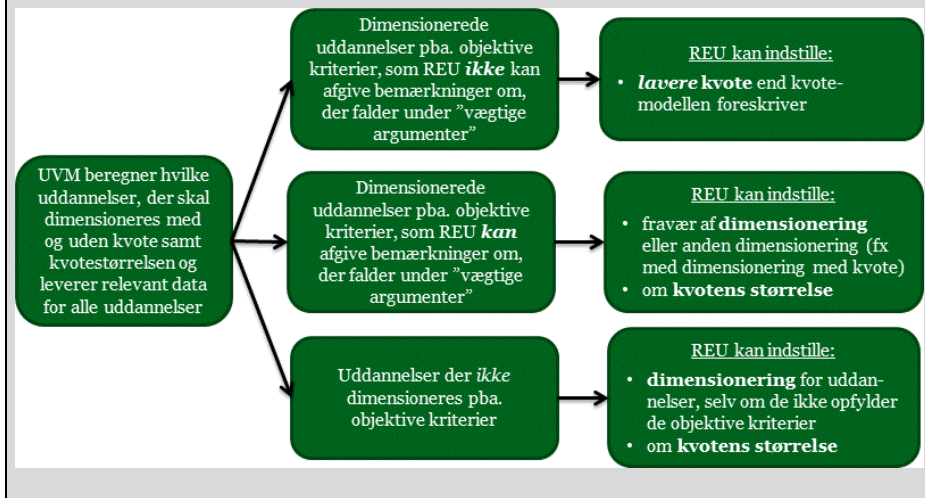 UVM beregner hvilke
uddannelser, der skal
dimensioneres med
og uden kvote samt
kvotestørrelsen og
leverer relevant data
for alle uddannelser
Dimensionerede
uddannelser pba. objektive
kriterier, som REU ikke kan
afgive bemærkninger om,
der falder under ”vægtige
argumenter”
REU kan indstille:
• lavere kvote end kvote-
modellen foreskriver
Dimensionerede
uddannelser pba. objektive
kriterier, som REU kan
afgive bemærkninger om,
der falder under ”vægtige
argumenter”
REU kan indstille:
• fravær af dimensionering
eller anden dimensionering (fx
med dimensionering med kvote)
• om kvotens størrelse
Uddannelser der ikke
dimensioneres pba.
objektive kriterier
REU kan indstille:
• dimensionering for uddan-
nelser, selv om de ikke opfylder
de objektive kriterier
• om kvotens størrelse